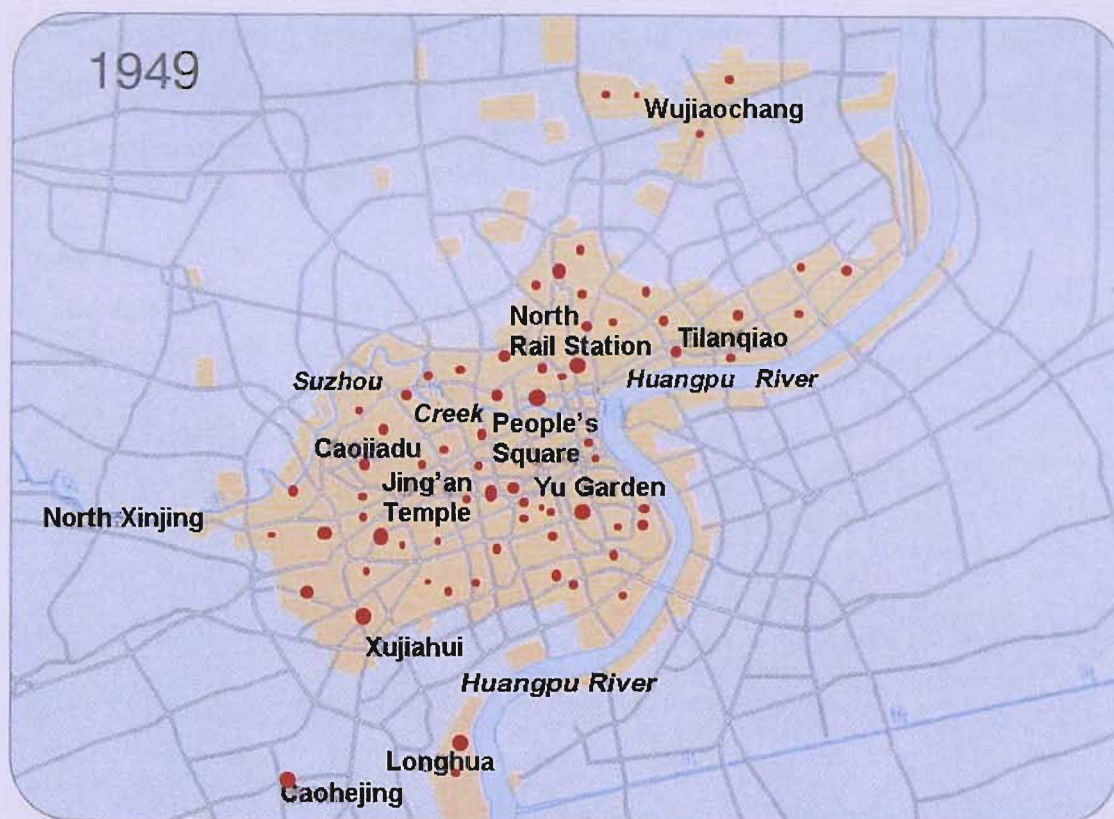 1949
Wujiaochang
North
Rail Station
Tilanqiao
Suzhou
Huangpu River
Creek
People's
Square
Caojiadu
Jing'an
Temple
Yu Garden
North Xinjing
Xujiahui
Huangpu River
Longhua
Caohejing